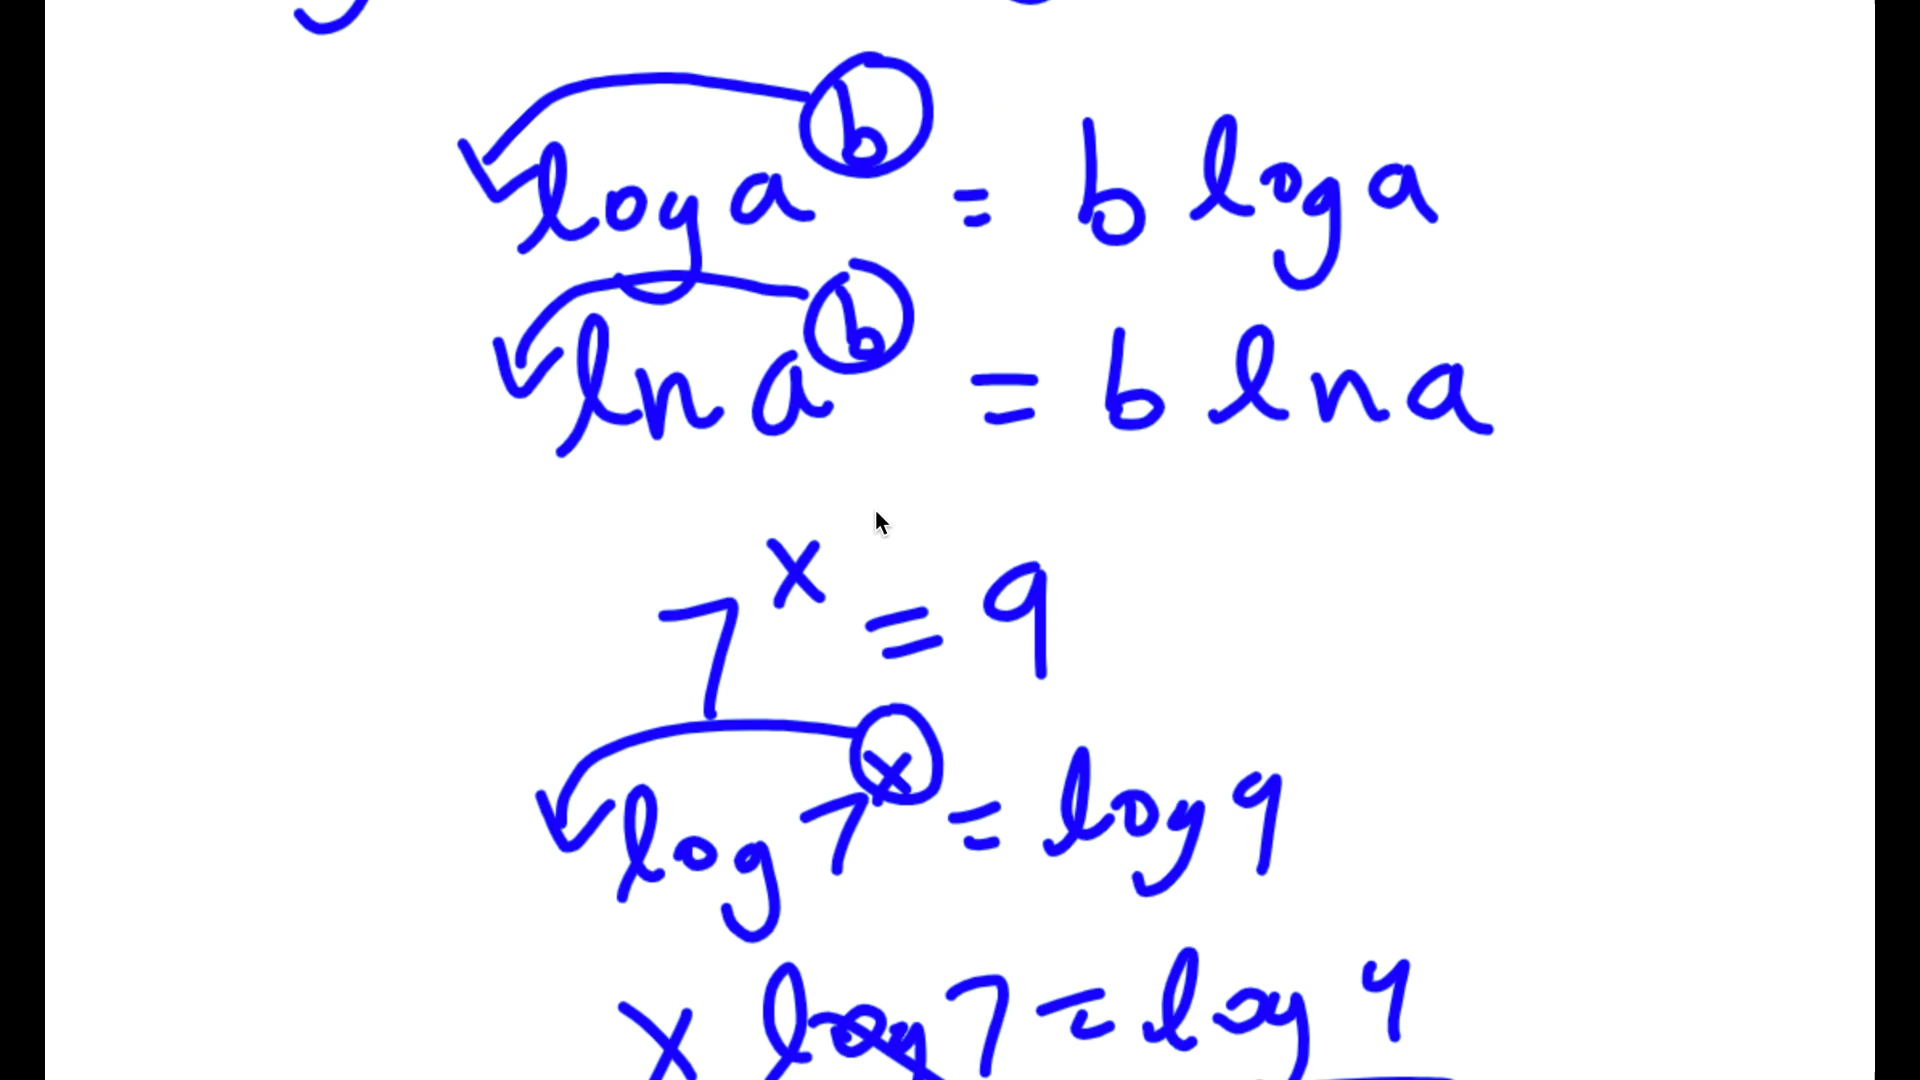 log a^b = b log a
ln a^b = b ln a
7^x = 9
log 7^x = log 9
x log 7 = log 9